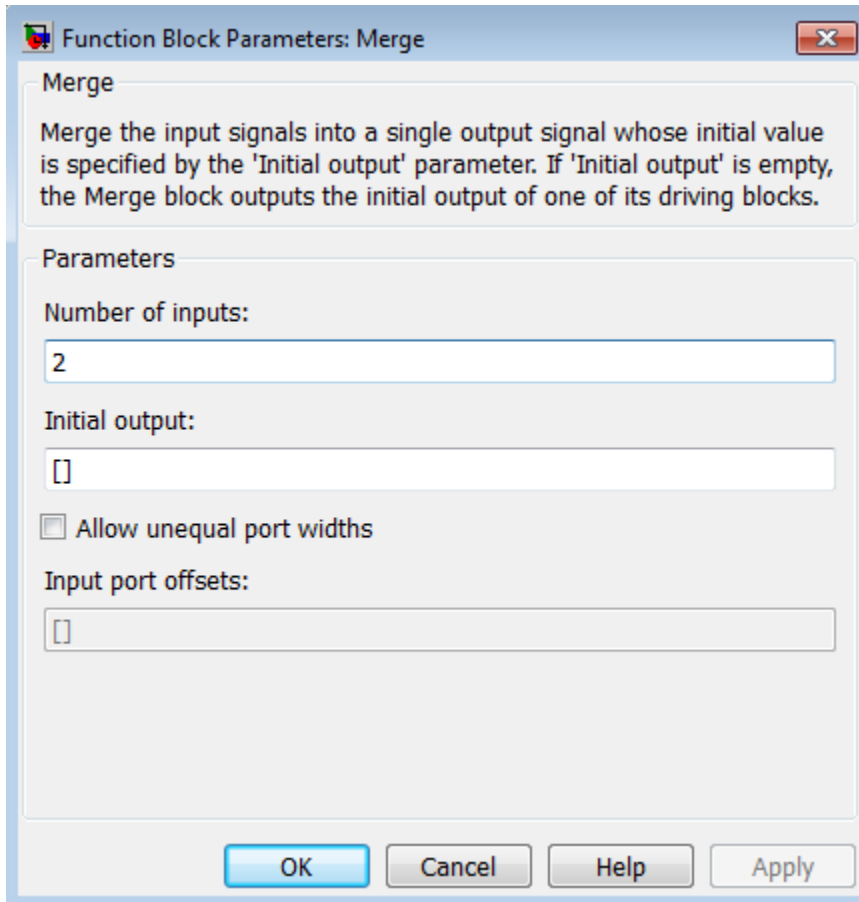 Function Block Parameters: Merge
Merge
Merge the input signals into a single output signal whose initial value
is specified by the 'Initial output' parameter. If 'Initial output' is empty,
the Merge block outputs the initial output of one of its driving blocks.
Parameters
Number of inputs:
2
Initial output:
[]
Allow unequal port widths
Input port offsets:
[]
OK Cancel Help Apply